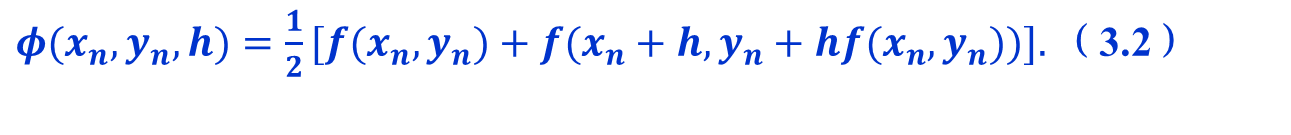 ϕ(xₙ, yₙ, h) = ½[f(xₙ, yₙ) + f(xₙ + h, yₙ + hf(xₙ, yₙ))]. （3.2）